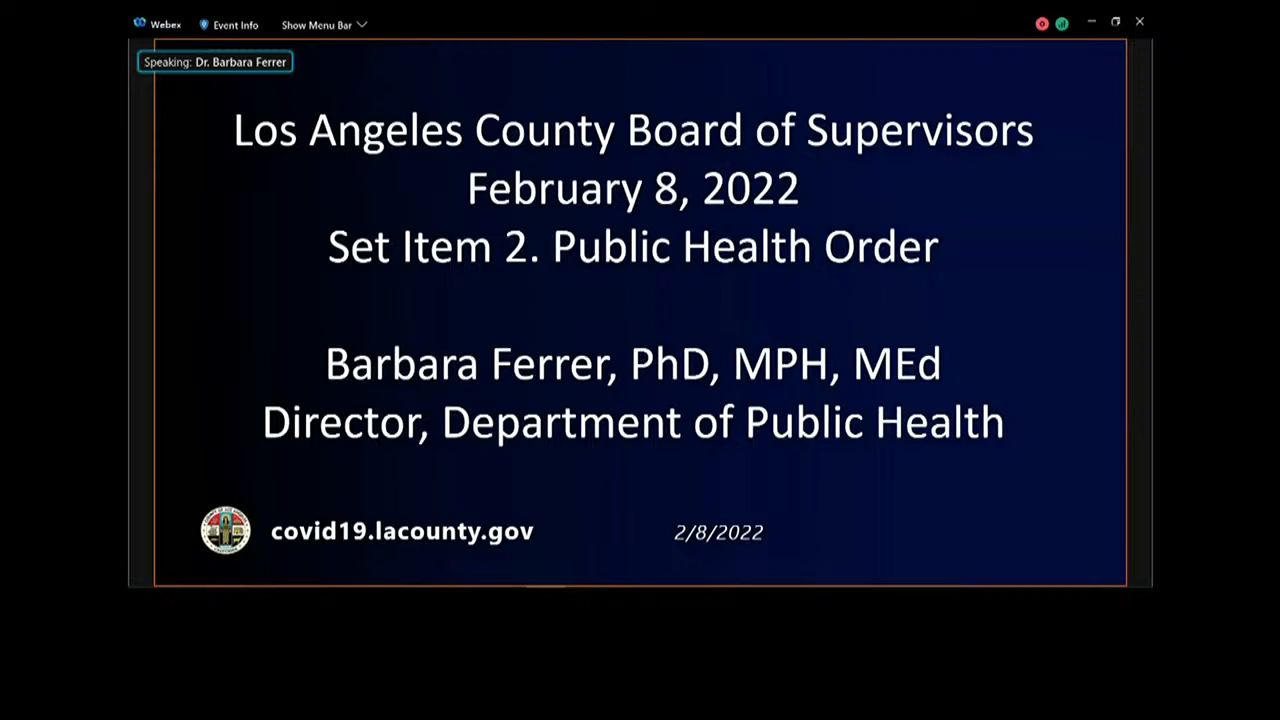 Webex
Event Info
Show Menu Bar
Speaking: Dr. Barbara Ferrer
Los Angeles County Board of Supervisors
February 8, 2022
Set Item 2. Public Health Order
Barbara Ferrer, PhD, MPH, MEd
Director, Department of Public Health
covid19.lacounty.gov
2/8/2022